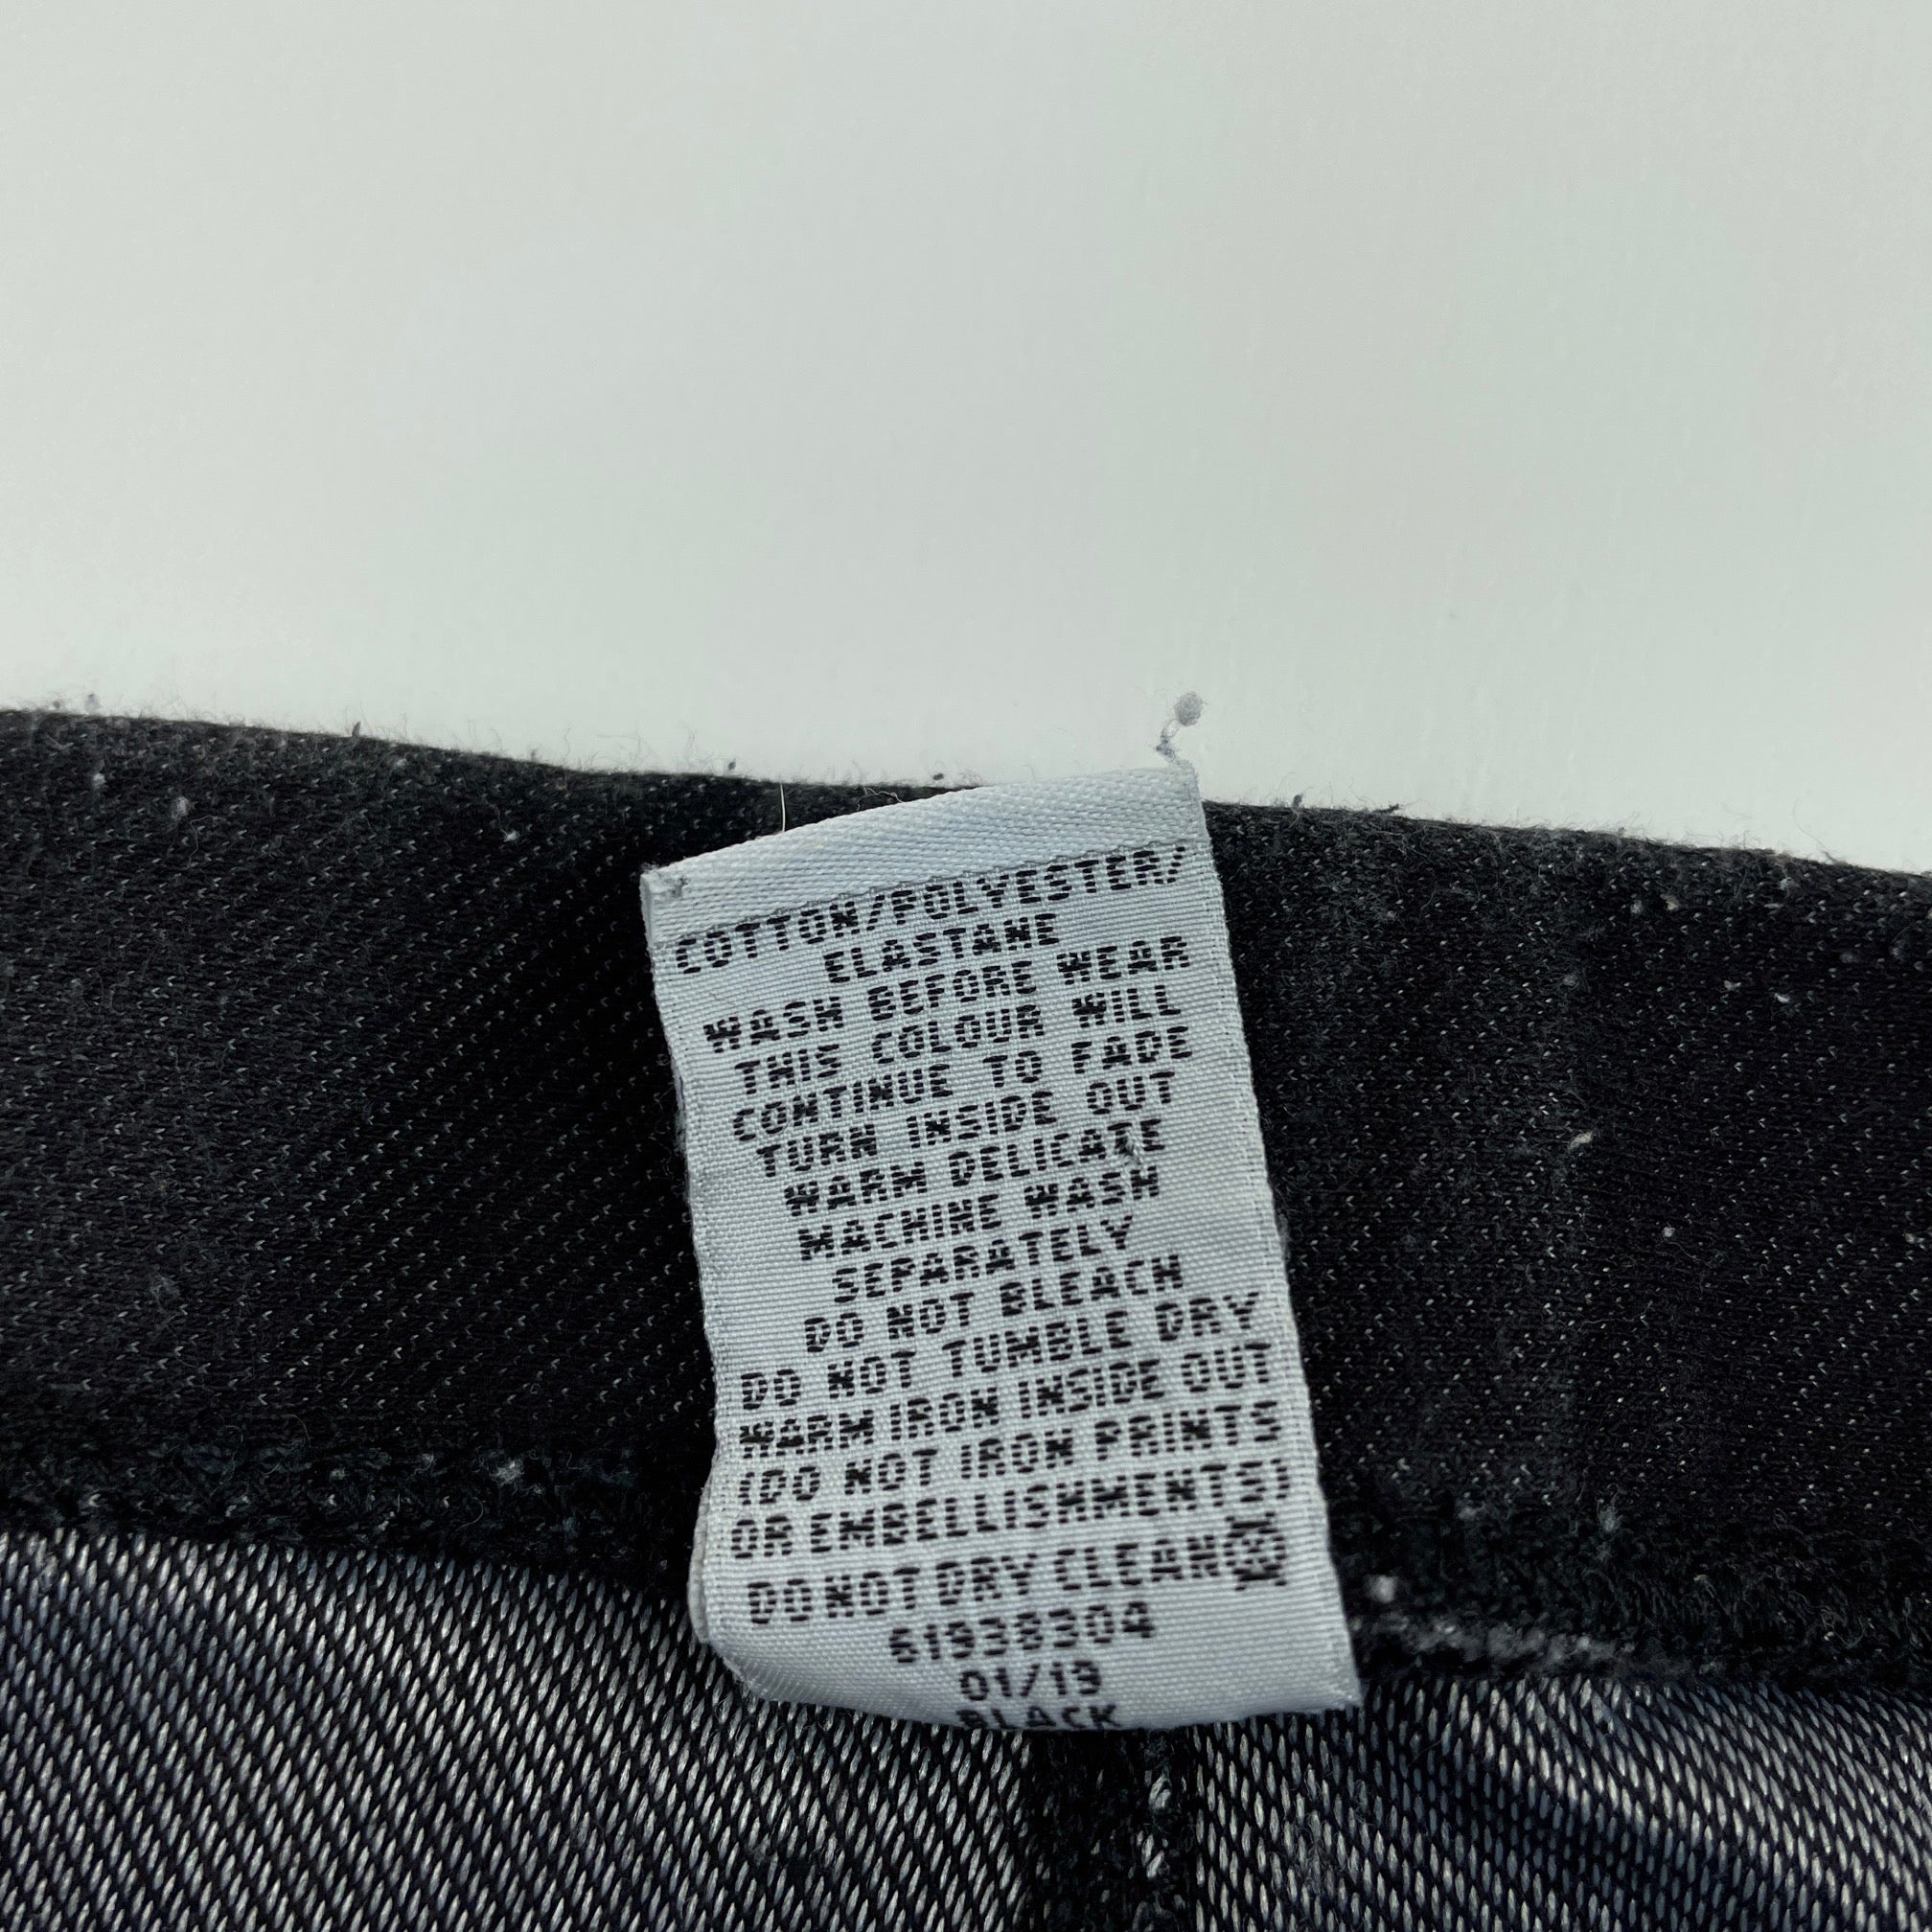 COTTON/POLYESTER/
ELASTANE
WASH BEFORE WEAR
THIS COLOUR WILL
CONTINUE TO FADE
TURN INSIDE OUT
WARM DELICATE
MACHINE WASH
SEPARATELY
DO NOT BLEACH
DO NOT TUMBLE DRY
WARM IRON INSIDE OUT
(DO NOT IRON PRINTS
OR EMBELLISHMENTS)
DO NOT DRY CLEAN
61938304
01/19
BLACK